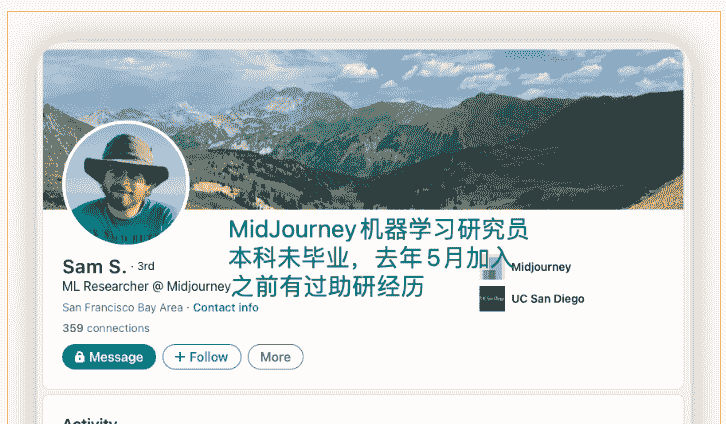 MidJourney机器学习研究员
本科未毕业，去年5月加入
之前有过助研经历
Sam S. · 3rd
ML Researcher @ Midjourney
San Francisco Bay Area · Contact info
359 connections
Message
Follow
More
Midjourney
UC San Diego
Activity